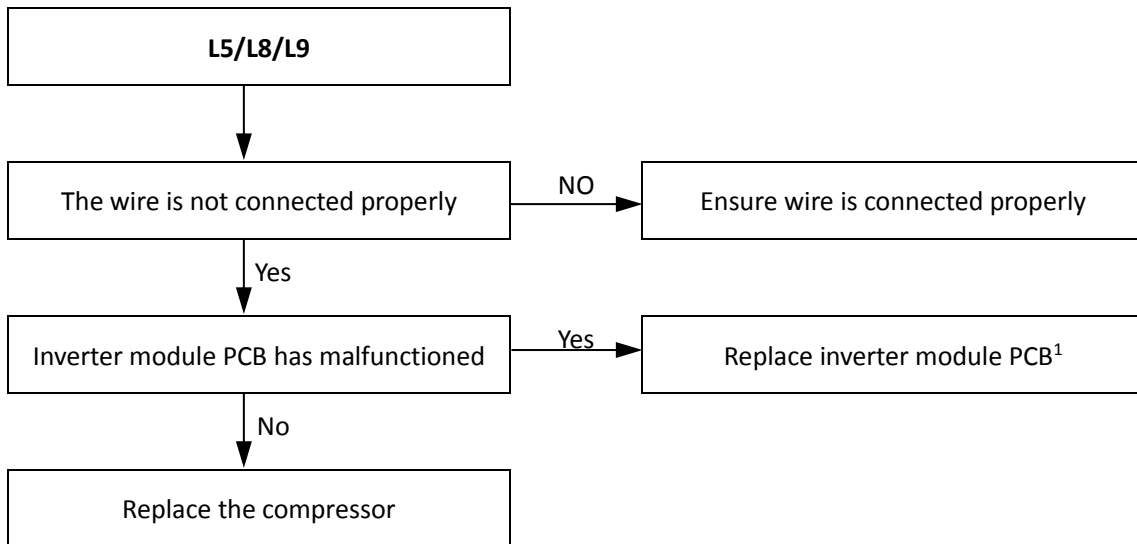 L5/L8/L9
The wire is not connected properly
NO
Ensure wire is connected properly
Yes
Inverter module PCB has malfunctioned
Yes
Replace inverter module PCB¹
No
Replace the compressor